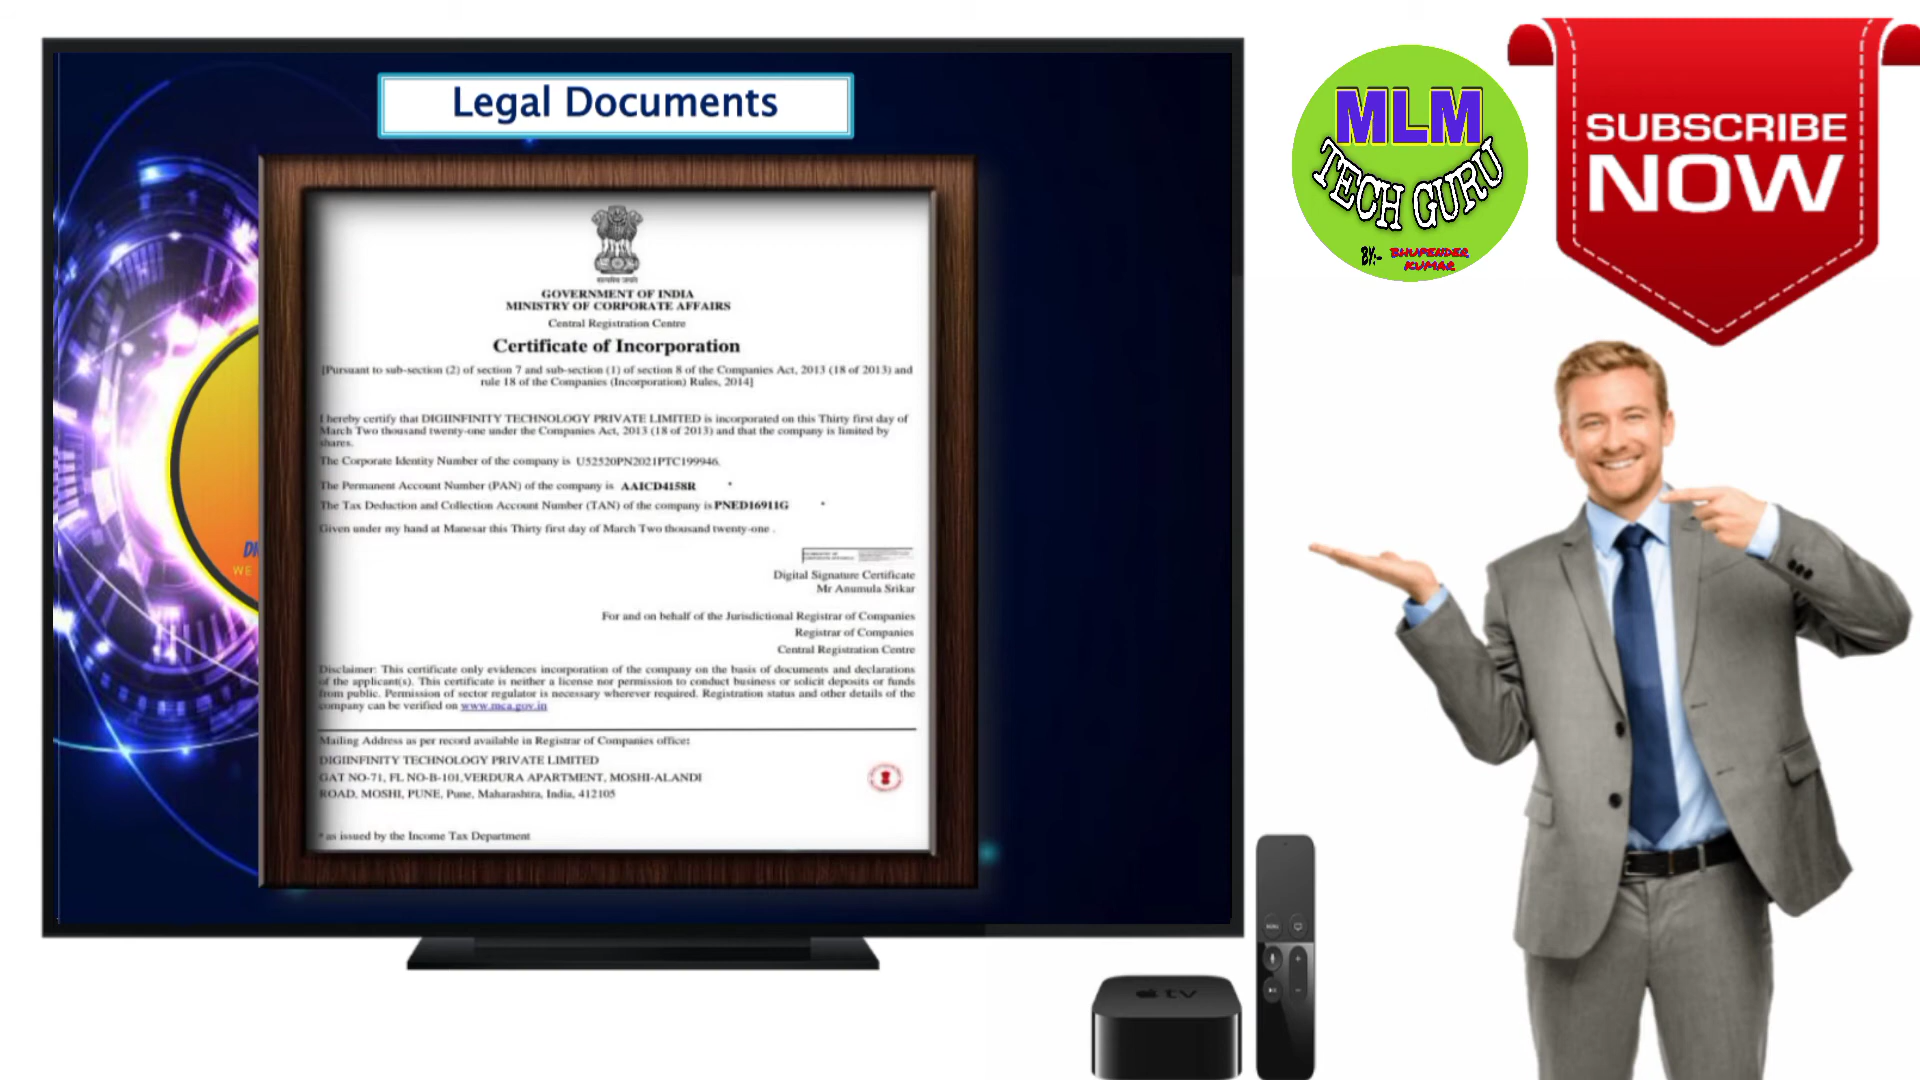 Legal Documents
सत्यमेव जयते
GOVERNMENT OF INDIA
MINISTRY OF CORPORATE AFFAIRS
Central Registration Centre
Certificate of Incorporation
[Pursuant to sub-section (2) of section 7 and sub-section (1) of section 8 of the Companies Act, 2013 (18 of 2013) and
rule 18 of the Companies (Incorporation) Rules, 2014]
I hereby certify that DIGIINFINITY TECHNOLOGY PRIVATE LIMITED is incorporated on this Thirty first day of
March Two thousand twenty-one under the Companies Act, 2013 (18 of 2013) and that the company is limited by
shares.
The Corporate Identity Number of the company is U52520PN2021PTC199946.
The Permanent Account Number (PAN) of the company is AAICD4158R *
The Tax Deduction and Collection Account Number (TAN) of the company is PNED16911G *
Given under my hand at Manesar this Thirty first day of March Two thousand twenty-one .
Digital Signature Certificate
Mr Anumula Srikar
For and on behalf of the Jurisdictional Registrar of Companies
Registrar of Companies
Central Registration Centre
Disclaimer: This certificate only evidences incorporation of the company on the basis of documents and declarations
of the applicant(s). This certificate is neither a license nor permission to conduct business or solicit deposits or funds
from public. Permission of sector regulator is necessary wherever required. Registration status and other details of the
company can be verified on www.mca.gov.in
Mailing Address as per record available in Registrar of Companies office:
DIGIINFINITY TECHNOLOGY PRIVATE LIMITED
GAT NO-71, FL NO-B-101,VERDURA APARTMENT, MOSHI-ALANDI
ROAD, MOSHI, PUNE, Pune, Maharashtra, India, 412105
* as issued by the Income Tax Department
DI
WE
MLM
TECH GURU
BY:- BHUPENDER
KUMAR
SUBSCRIBE
NOW
tv
MENU